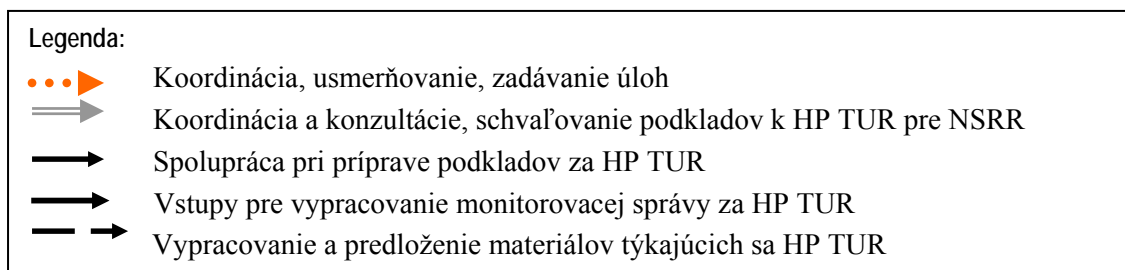 Legenda:
Koordinácia, usmerňovanie, zadávanie úloh
Koordinácia a konzultácie, schvaľovanie podkladov k HP TUR pre NSRR
Spolupráca pri príprave podkladov za HP TUR
Vstupy pre vypracovanie monitorovacej správy za HP TUR
Vypracovanie a predloženie materiálov týkajúcich sa HP TUR